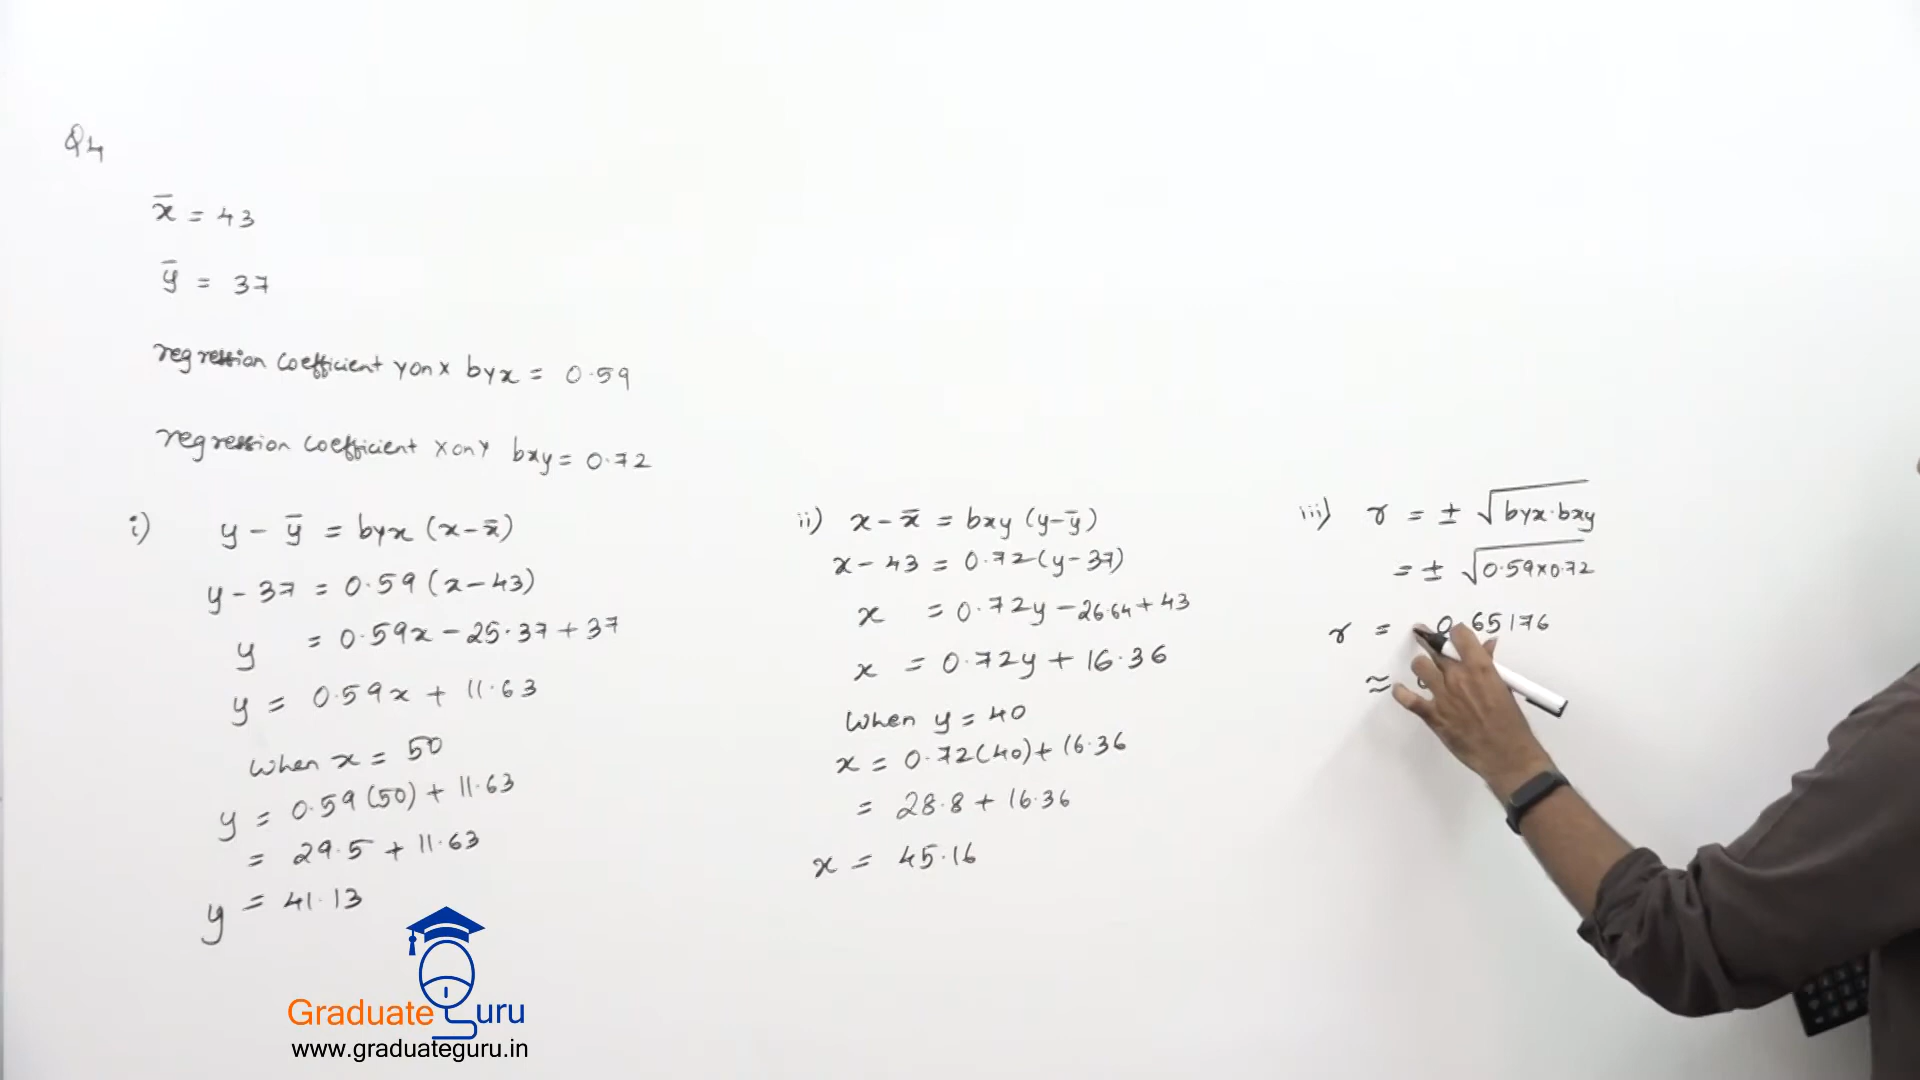 Q4
x̄ = 43
ȳ = 37
regression coefficient Y on X byx = 0.59
regression coefficient X on Y bxy = 0.72
i) y - ȳ = byx (x - x̄)
y - 37 = 0.59 (x - 43)
y = 0.59x - 25.37 + 37
y = 0.59x + 11.63
When x = 50
y = 0.59 (50) + 11.63
= 29.5 + 11.63
y = 41.13
ii) x - x̄ = bxy (y - ȳ)
x - 43 = 0.72 (y - 37)
x = 0.72y - 26.64 + 43
x = 0.72y + 16.36
When y = 40
x = 0.72 (40) + 16.36
= 28.8 + 16.36
x = 45.16
iii) r = ± √byx.bxy
= ± √0.59×0.72
r = 0.65176
≈
Graduate Guru
www.graduateguru.in